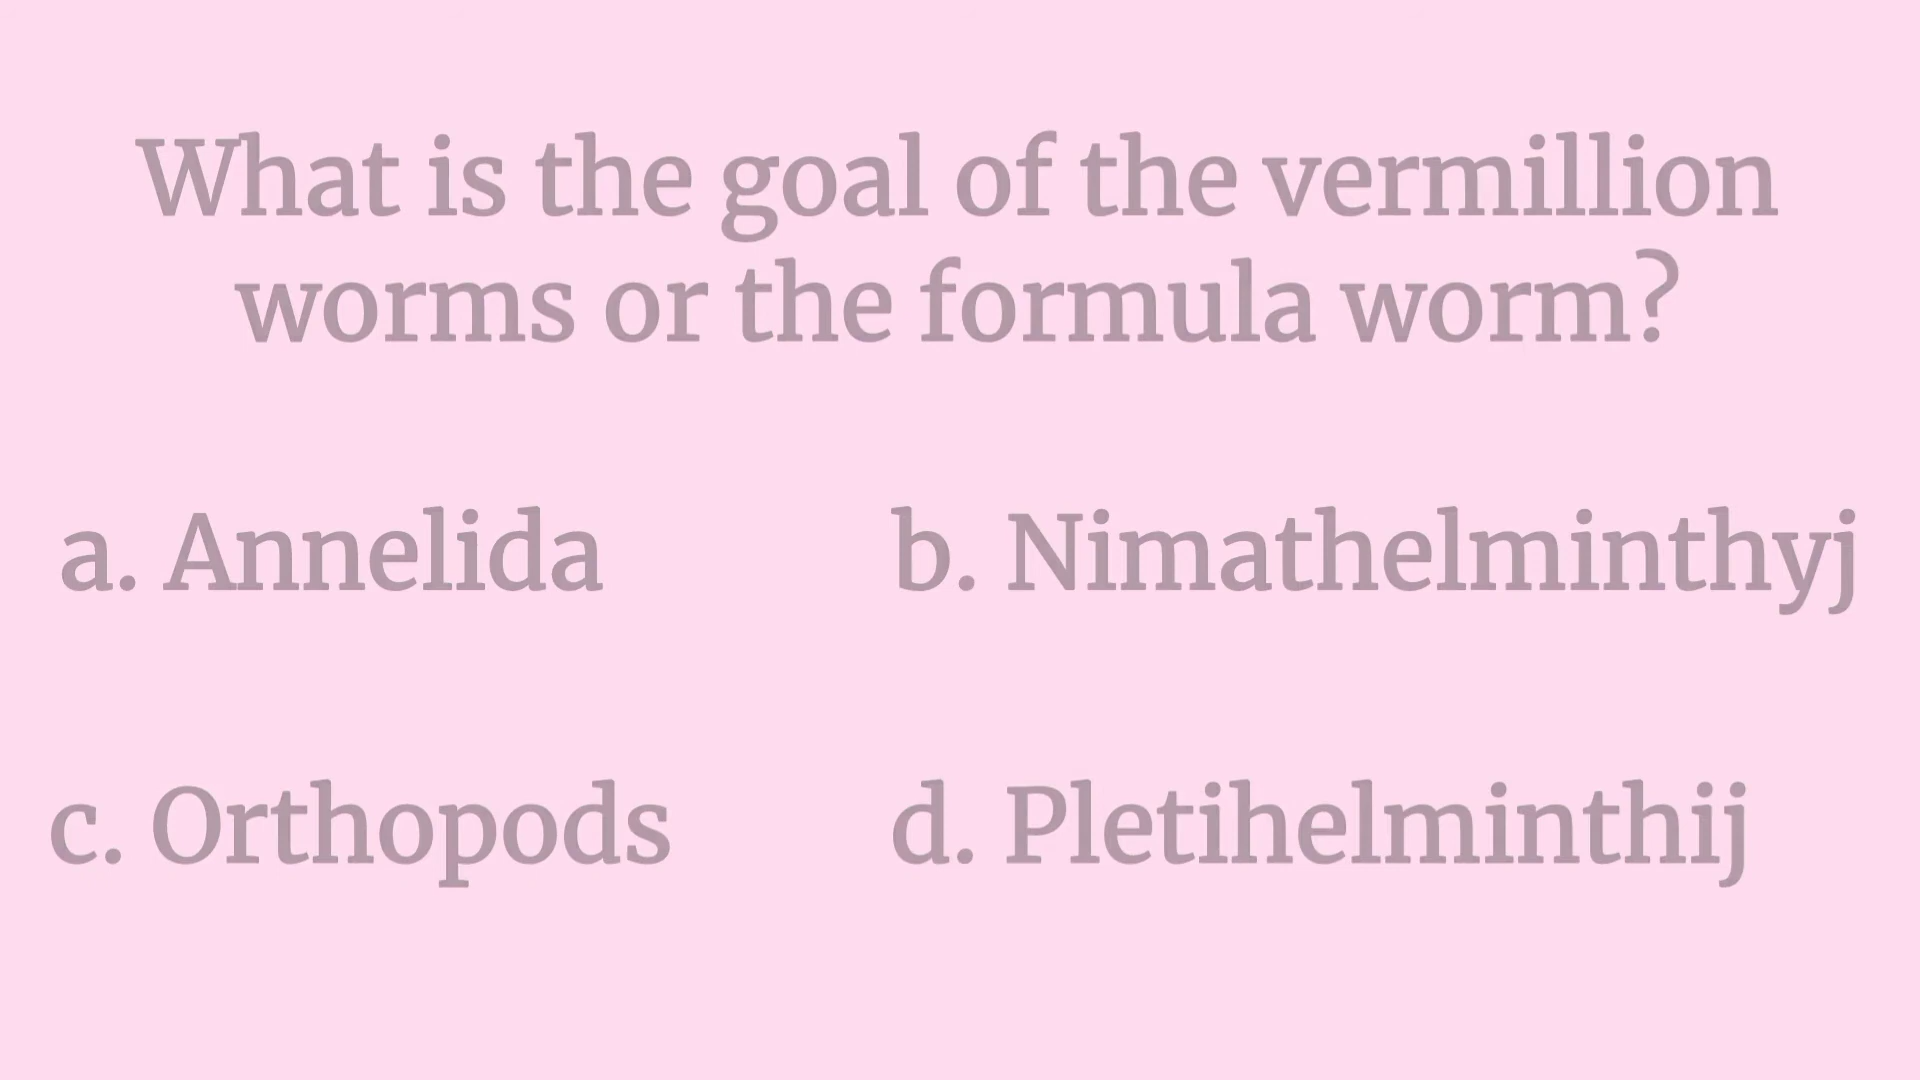 What is the goal of the vermillion
worms or the formula worm?
a. Annelida
b. Nimathelminthyj
c. Orthopods
d. Pletihelminthij